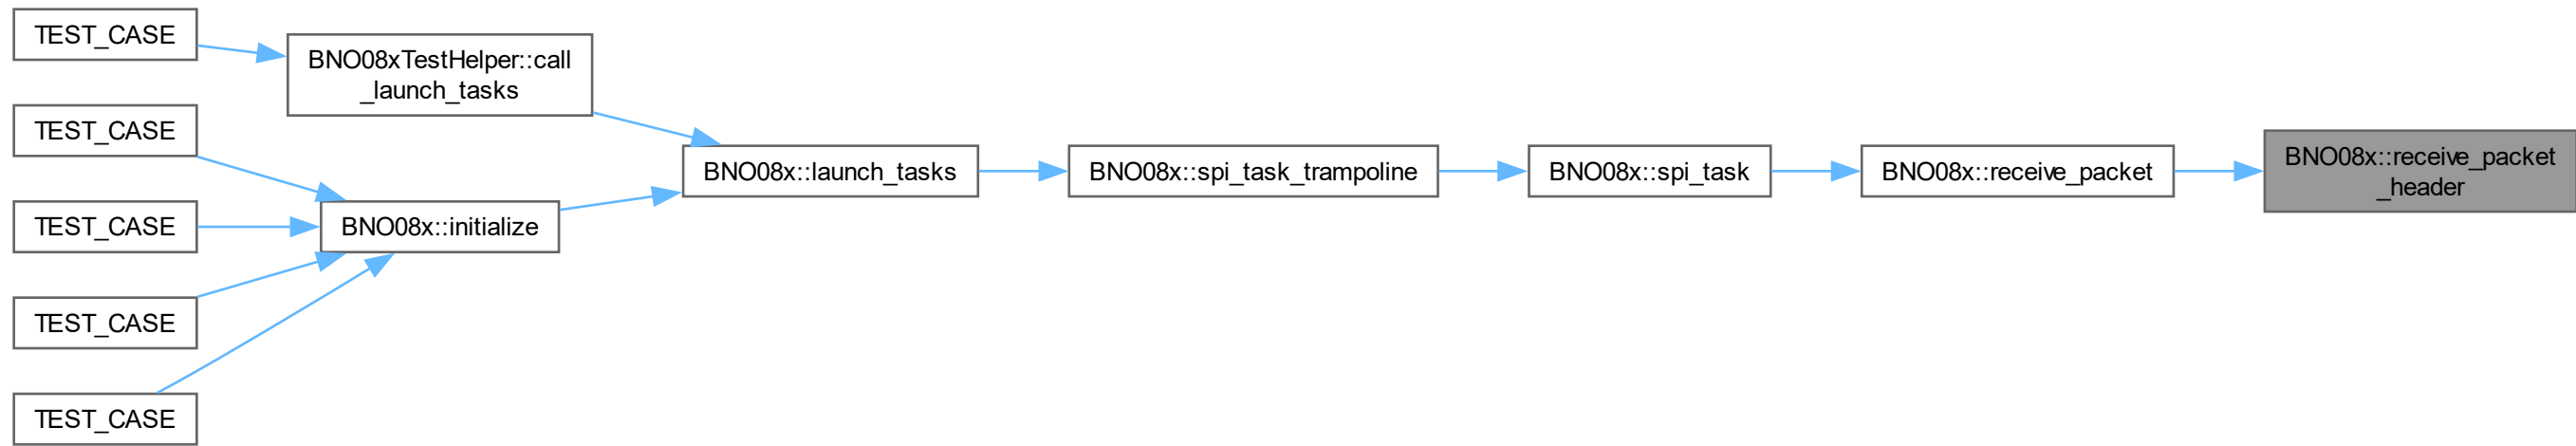 TEST_CASE
BNO08xTestHelper::call
_launch_tasks
TEST_CASE
TEST_CASE
BNO08x::initialize
TEST_CASE
TEST_CASE
BNO08x::launch_tasks
BNO08x::spi_task_trampoline
BNO08x::spi_task
BNO08x::receive_packet
BNO08x::receive_packet
_header